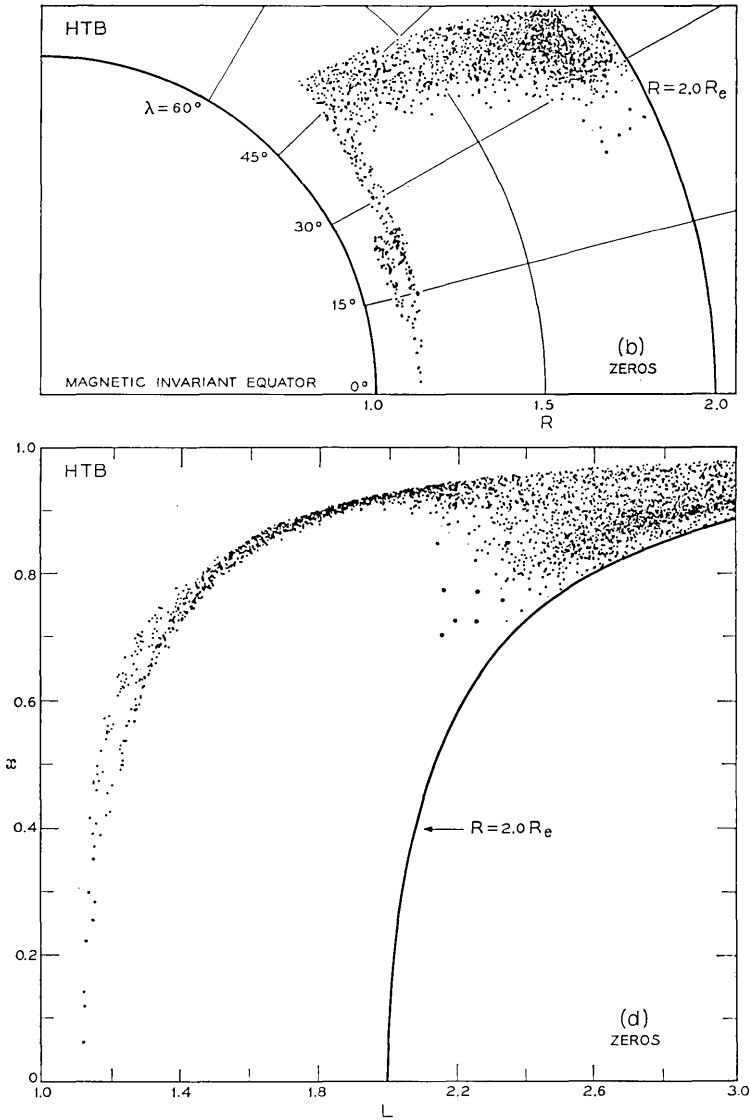 HTB
λ = 60°
45°
30°
15°
0°
R = 2.0 Re
(b)
ZEROS
MAGNETIC INVARIANT EQUATOR
1.0
1.5
2.0
R
1.0
HTB
0.8
0.6
x
0.4
R = 2.0 Re
0.2
(d)
ZEROS
0
1.0
1.4
1.8
2.2
2.6
3.0
L